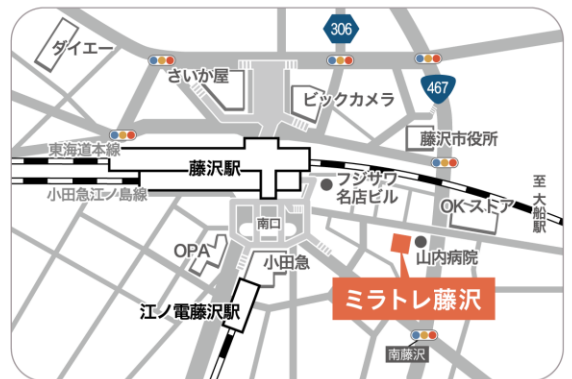 306
ダイエー
さいか屋
ビックカメラ
467
藤沢市役所
東海道本線
藤沢駅
小田急江ノ島線
フジサワ
名店ビル
OKストア
至 大船駅
南口
OPA
小田急
山内病院
ミラトレ藤沢
江ノ電藤沢駅
南藤沢